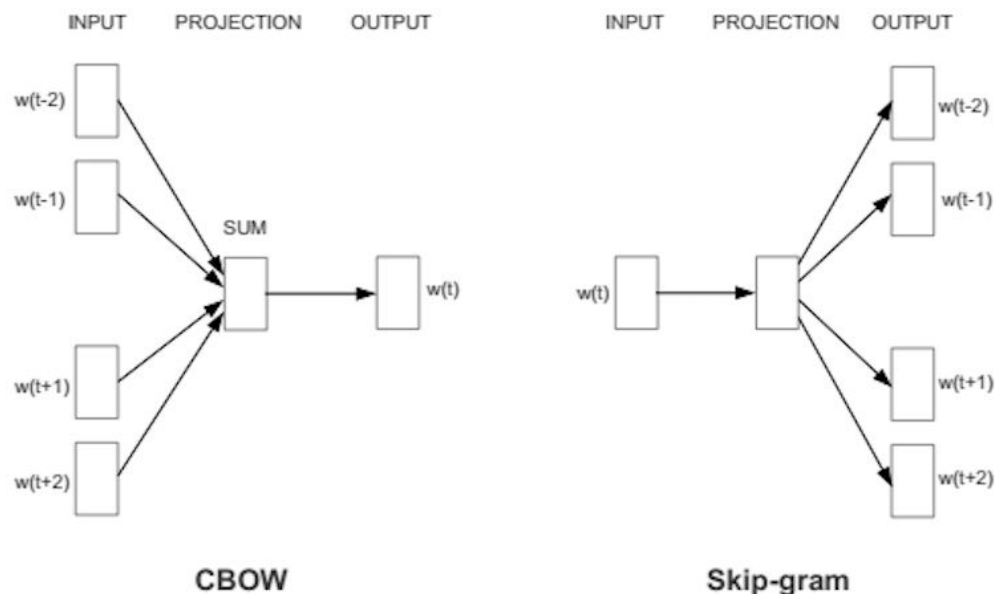 INPUT PROJECTION OUTPUT
w(t-2)
w(t-1)
SUM
w(t)
w(t+1)
w(t+2)
CBOW
INPUT PROJECTION OUTPUT
w(t-2)
w(t-1)
w(t)
w(t+1)
w(t+2)
Skip-gram